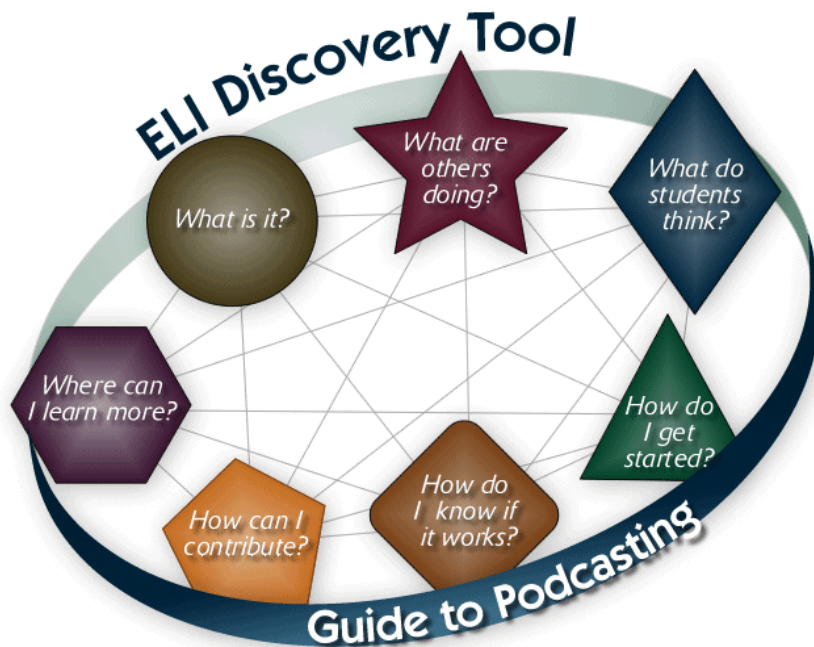 ELI Discovery Tool
What are
others
doing?
What do
students
think?
What is it?
Where can
I learn more?
How do
I get
started?
How do
I know if
it works?
How can I
contribute?
Guide to Podcasting